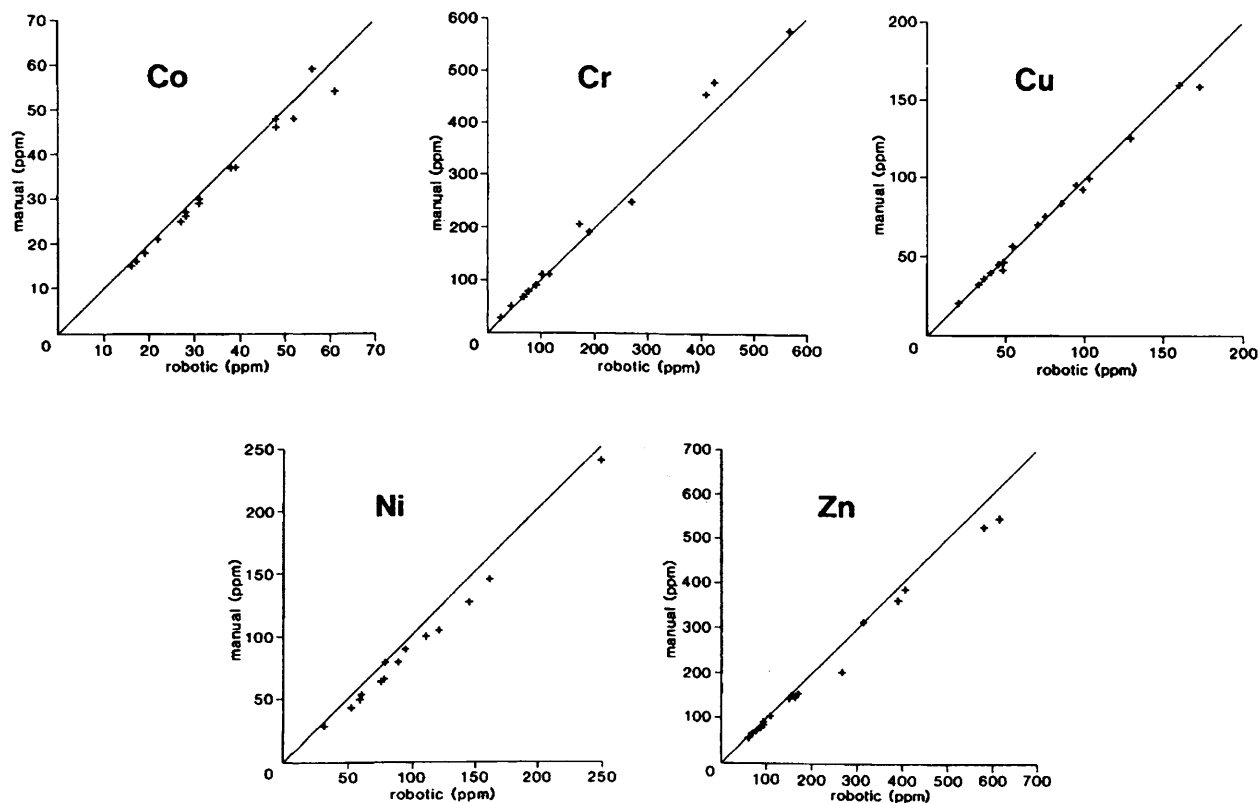 Co
manual (ppm)
70
60
50
40
30
20
10
0
10 20 30 40 50 60 70
robotic (ppm)
Cr
manual (ppm)
600
500
400
300
200
100
0
100 200 300 400 500 600
robotic (ppm)
Cu
manual (ppm)
200
150
100
50
0
50 100 150 200
robotic (ppm)
Ni
manual (ppm)
250
200
150
100
50
0
50 100 150 200 250
robotic (ppm)
Zn
manual (ppm)
700
600
500
400
300
200
100
0
100 200 300 400 500 600 700
robotic (ppm)